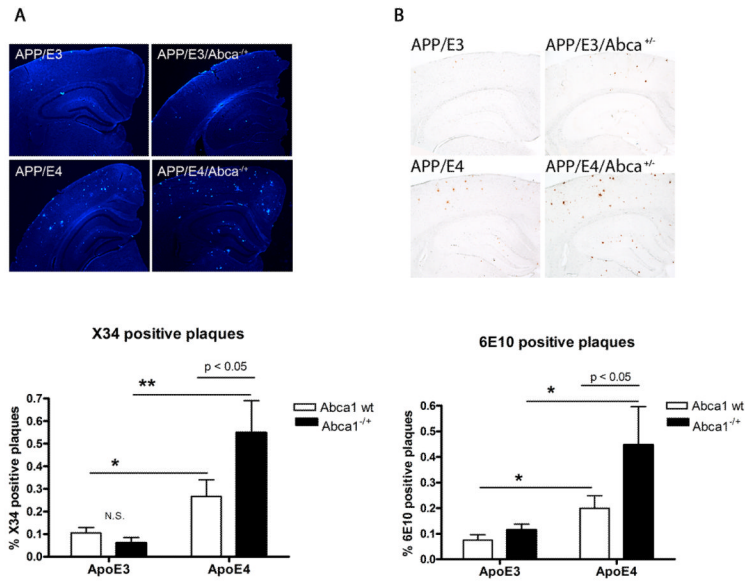 A
APP/E3
APP/E3/Abca-/+
APP/E4
APP/E4/Abca-/+
X34 positive plaques
p < 0.05
**
*
N.S.
% X34 positive plaques
0.7
0.6
0.5
0.4
0.3
0.2
0.1
0.0
ApoE3
ApoE4
Abca1 wt
Abca1-/+
B
APP/E3
APP/E3/Abca+/-
APP/E4
APP/E4/Abca+/-
6E10 positive plaques
p < 0.05
*
*
% 6E10 positive plaques
0.6
0.5
0.4
0.3
0.2
0.1
0.0
ApoE3
ApoE4
Abca1 wt
Abca1-/+